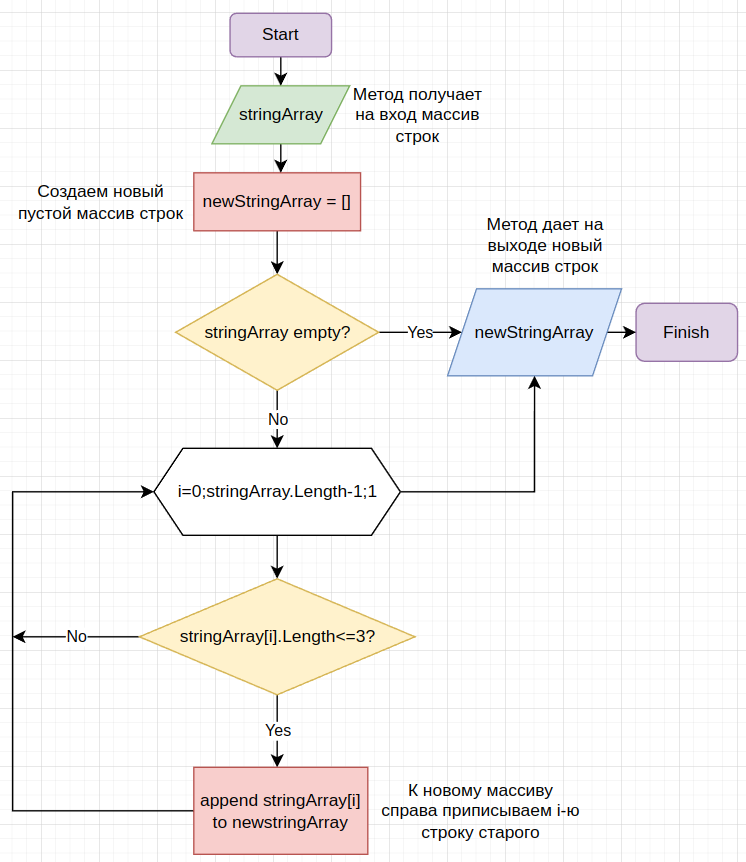 Start
stringArray
Метод получает
на вход массив
строк
Создаем новый
пустой массив строк
newStringArray = []
Метод дает на
выходе новый
массив строк
stringArray empty?
Yes
newStringArray
Finish
No
i=0;stringArray.Length-1;1
stringArray[i].Length<=3?
No
Yes
append stringArray[i]
to newstringArray
К новому массиву
справа приписываем i-ю
строку старого